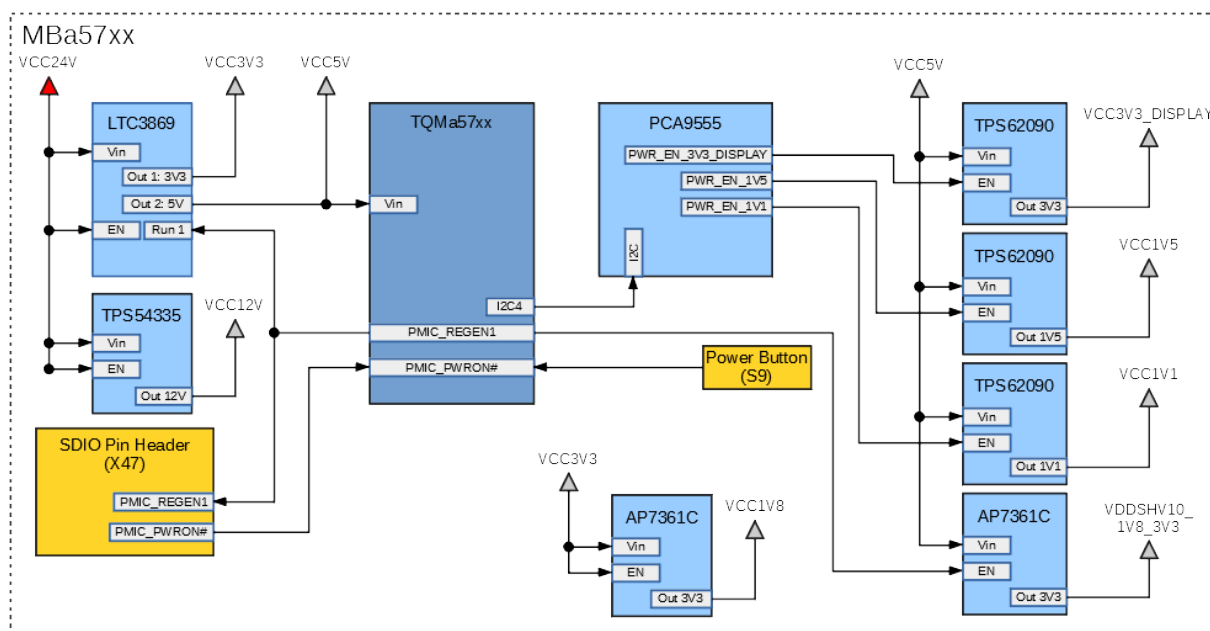 MBa57xx
VCC24V
VCC3V3
VCC5V
LTC3869
Vin
Out 1: 3V3
Out 2: 5V
EN
Run 1
TPS54335
VCC12V
Vin
EN
Out 12V
SDIO Pin Header
(X47)
PMIC_REGEN1
PMIC_PWRON#
TQMa57xx
Vin
I2C4
PMIC_REGEN1
PMIC_PWRON#
Power Button
(S9)
PCA9555
PWR_EN_3V3_DISPLAY
PWR_EN_1V5
PWR_EN_1V1
I2C
VCC3V3
AP7361C
VCC1V8
Vin
EN
Out 3V3
VCC5V
TPS62090
VCC3V3_DISPLAY
Vin
EN
Out 3V3
TPS62090
VCC1V5
Vin
EN
Out 1V5
TPS62090
VCC1V1
Vin
EN
Out 1V1
AP7361C
VDDSHV10_
1V8_3V3
Vin
EN
Out 3V3